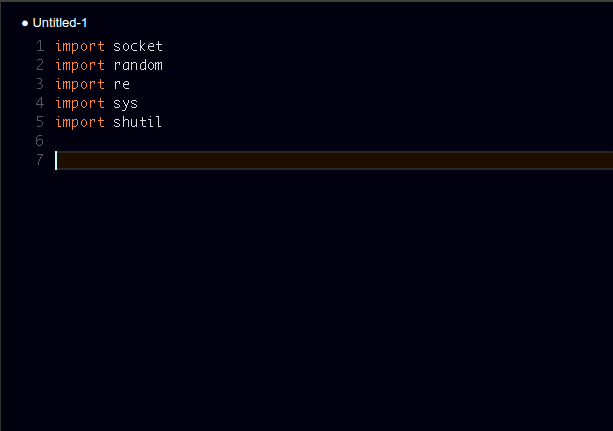 ● Untitled-1
1 import socket
2 import random
3 import re
4 import sys
5 import shutil
6
7